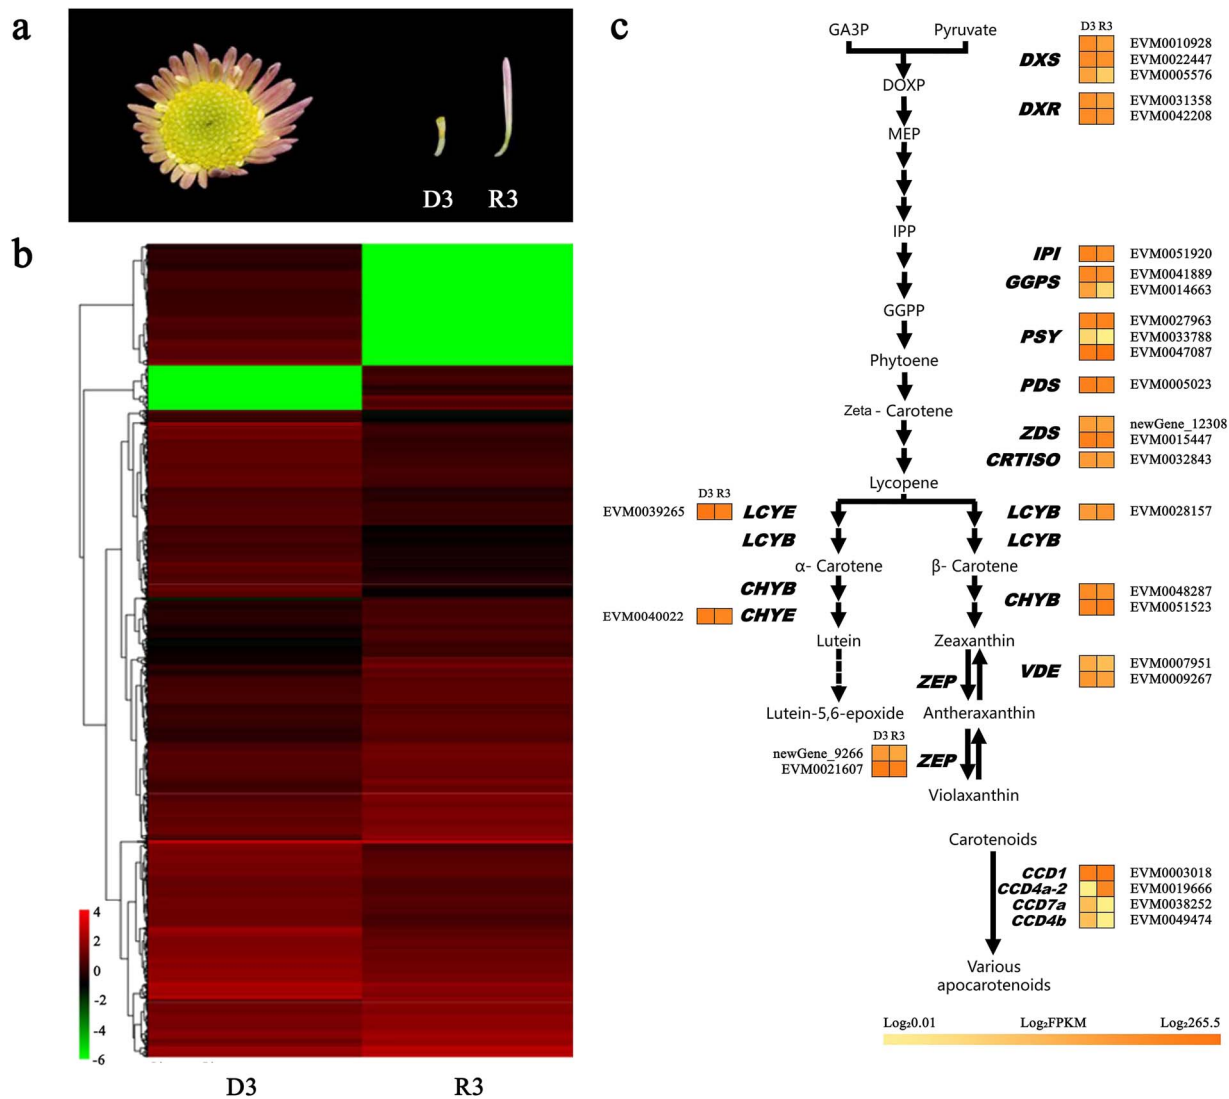 a
D3 R3
b
4
2
0
-2
-4
-6
D3 R3
c
GA3P Pyruvate
D3 R3
DXS
EVM0010928
EVM0022447
EVM0005576
DOXP
DXR
EVM0031358
EVM0042208
MEP
IPP
IPI EVM0051920
GGPS
EVM0041889
EVM0014663
GGPP
PSY
EVM0027963
EVM0033788
EVM0047087
Phytoene
PDS EVM0005023
Zeta - Carotene
ZDS
newGene_12308
EVM0015447
CRTISO EVM0032843
Lycopene
D3 R3
EVM0039265 LCYE LCYB EVM0028157
LCYB LCYB
α- Carotene β- Carotene
CHYB CHYB
EVM0048287
EVM0051523
EVM0040022 CHYE
Lutein Zeaxanthin
ZEP VDE
EVM0007951
EVM0009267
Lutein-5,6-epoxide Antheraxanthin
D3 R3
newGene_9266
EVM0021607
ZEP
Violaxanthin
Carotenoids
CCD1 EVM0003018
CCD4a-2 EVM0019666
CCD7a EVM0038252
CCD4b EVM0049474
Various
apocarotenoids
Log₂0.01 Log₂FPKM Log₂265.5